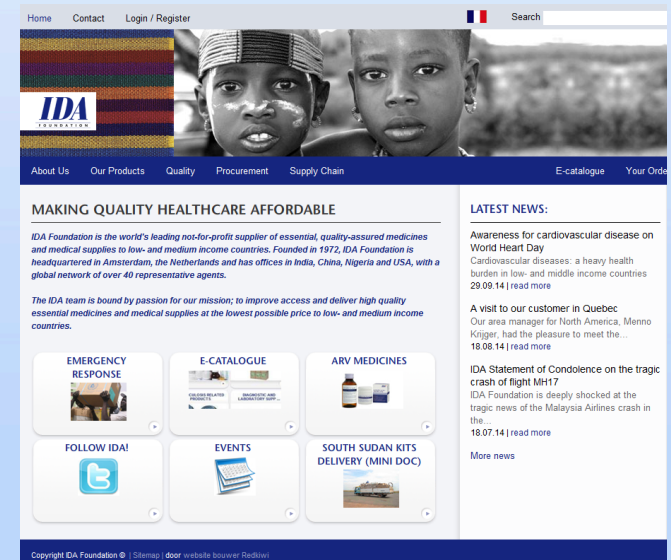 Home Contact Login / Register Search
IDA
FOUNDATION
About Us Our Products Quality Procurement Supply Chain E-catalogue Your Orde
MAKING QUALITY HEALTHCARE AFFORDABLE
IDA Foundation is the world's leading not-for-profit supplier of essential, quality-assured medicines
and medical supplies to low- and medium income countries. Founded in 1972, IDA Foundation is
headquartered in Amsterdam, the Netherlands and has offices in India, China, Nigeria and USA, with a
global network of over 40 representative agents.
The IDA team is bound by passion for our mission; to improve access and deliver high quality
essential medicines and medical supplies at the lowest possible price to low- and medium income
countries.
EMERGENCY
RESPONSE
E-CATALOGUE
CULOSIS RELATED
PRODUCTS
DIAGNOSTIC AND
LABORATORY SUPP...
ARV MEDICINES
FOLLOW IDA!
EVENTS
SOUTH SUDAN KITS
DELIVERY (MINI DOC)
LATEST NEWS:
Awareness for cardiovascular disease on
World Heart Day
Cardiovascular diseases: a heavy health
burden in low- and middle income countries
29.09.14 | read more
A visit to our customer in Quebec
Our area manager for North America, Menno
Krijger, had the pleasure to meet the...
18.08.14 | read more
IDA Statement of Condolence on the tragic
crash of flight MH17
IDA Foundation is deeply shocked at the
tragic news of the Malaysia Airlines crash in
the...
18.07.14 | read more
More news
Copyright IDA Foundation © | Sitemap | door website bouwer Redkiwi